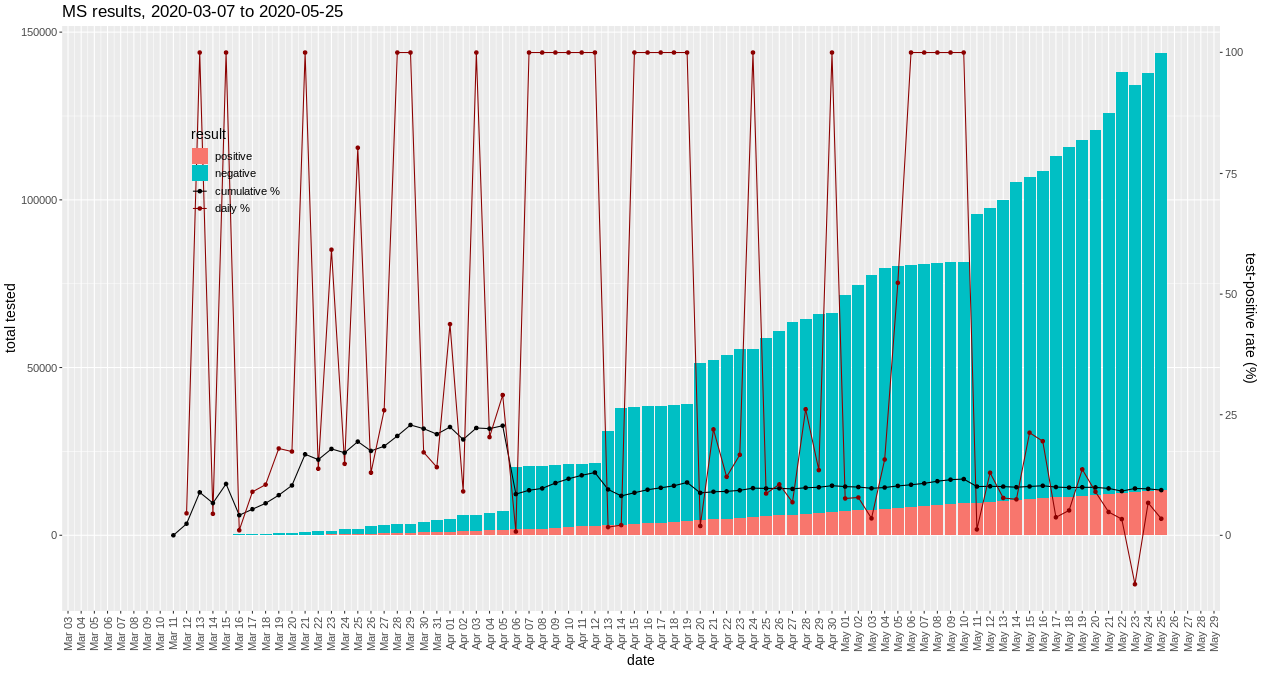 MS results, 2020-03-07 to 2020-05-25
150000
100000
50000
0
total tested
result
positive
negative
cumulative %
daily %
100
75
50
25
0
test-positive rate (%)
Mar 03
Mar 04
Mar 05
Mar 06
Mar 07
Mar 08
Mar 09
Mar 10
Mar 11
Mar 12
Mar 13
Mar 14
Mar 15
Mar 16
Mar 17
Mar 18
Mar 19
Mar 20
Mar 21
Mar 22
Mar 23
Mar 24
Mar 25
Mar 26
Mar 27
Mar 28
Mar 29
Mar 30
Mar 31
Apr 01
Apr 02
Apr 03
Apr 04
Apr 05
Apr 06
Apr 07
Apr 08
Apr 09
Apr 10
Apr 11
Apr 12
Apr 13
Apr 14
Apr 15
Apr 16
Apr 17
Apr 18
Apr 19
Apr 20
Apr 21
Apr 22
Apr 23
Apr 24
Apr 25
Apr 26
Apr 27
Apr 28
Apr 29
Apr 30
May 01
May 02
May 03
May 04
May 05
May 06
May 07
May 08
May 09
May 10
May 11
May 12
May 13
May 14
May 15
May 16
May 17
May 18
May 19
May 20
May 21
May 22
May 23
May 24
May 25
May 26
May 27
May 28
May 29
date